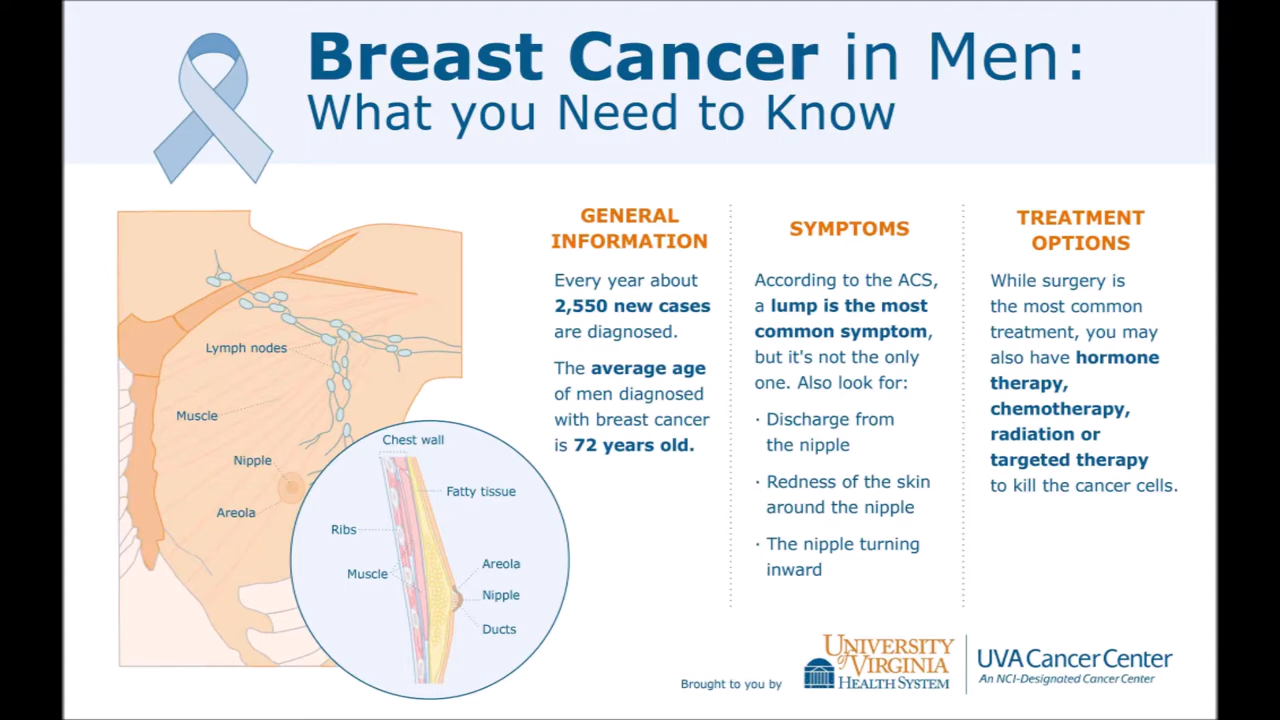 Breast Cancer in Men:
What you Need to Know
Lymph nodes
Muscle
Nipple
Areola
Chest wall
Fatty tissue
Ribs
Muscle
Areola
Nipple
Ducts
GENERAL
INFORMATION
Every year about
2,550 new cases
are diagnosed.
The average age
of men diagnosed
with breast cancer
is 72 years old.
SYMPTOMS
According to the ACS,
a lump is the most
common symptom,
but it's not the only
one. Also look for:
· Discharge from
the nipple
· Redness of the skin
around the nipple
· The nipple turning
inward
TREATMENT
OPTIONS
While surgery is
the most common
treatment, you may
also have hormone
therapy,
chemotherapy,
radiation or
targeted therapy
to kill the cancer cells.
Brought to you by
UNIVERSITY
of VIRGINIA
HEALTH SYSTEM
UVA Cancer Center
An NCI-Designated Cancer Center